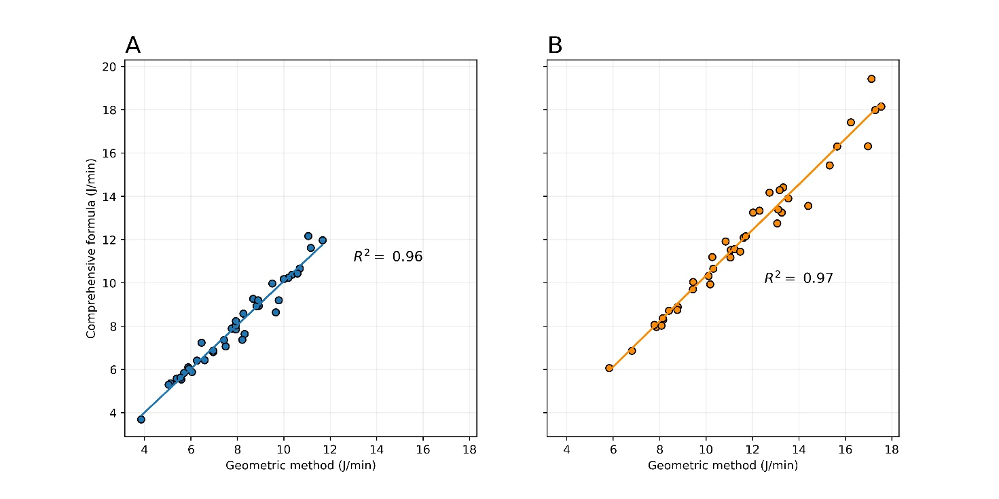 A
B
20
18
16
14
12
10
8
6
4
Comprehensive formula (J/min)
R² = 0.96
R² = 0.97
4 6 8 10 12 14 16 18
4 6 8 10 12 14 16 18
Geometric method (J/min)
Geometric method (J/min)